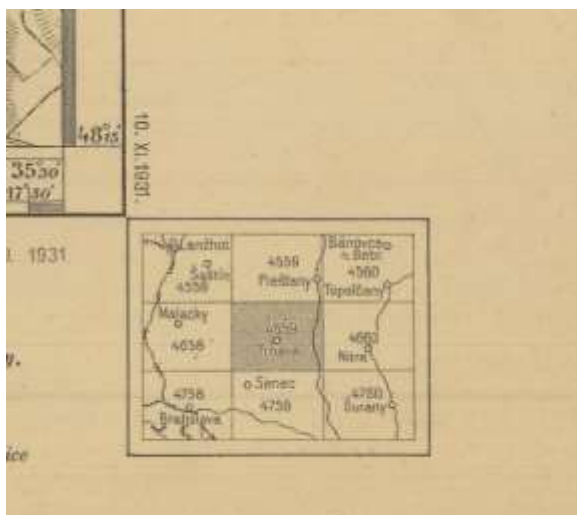 48°15'
35°30'
17°30'
10. XI. 1931.
1931
y.
ice
Lanžhot
Šaštín
4558
4559
Piešťany
Bánovce
n. Bebr.
4560
Topolčany
Malacky
4658
4659
Trnava
4660
Nitra
4758
Bratislava
Senec
4759
4760
Šurany